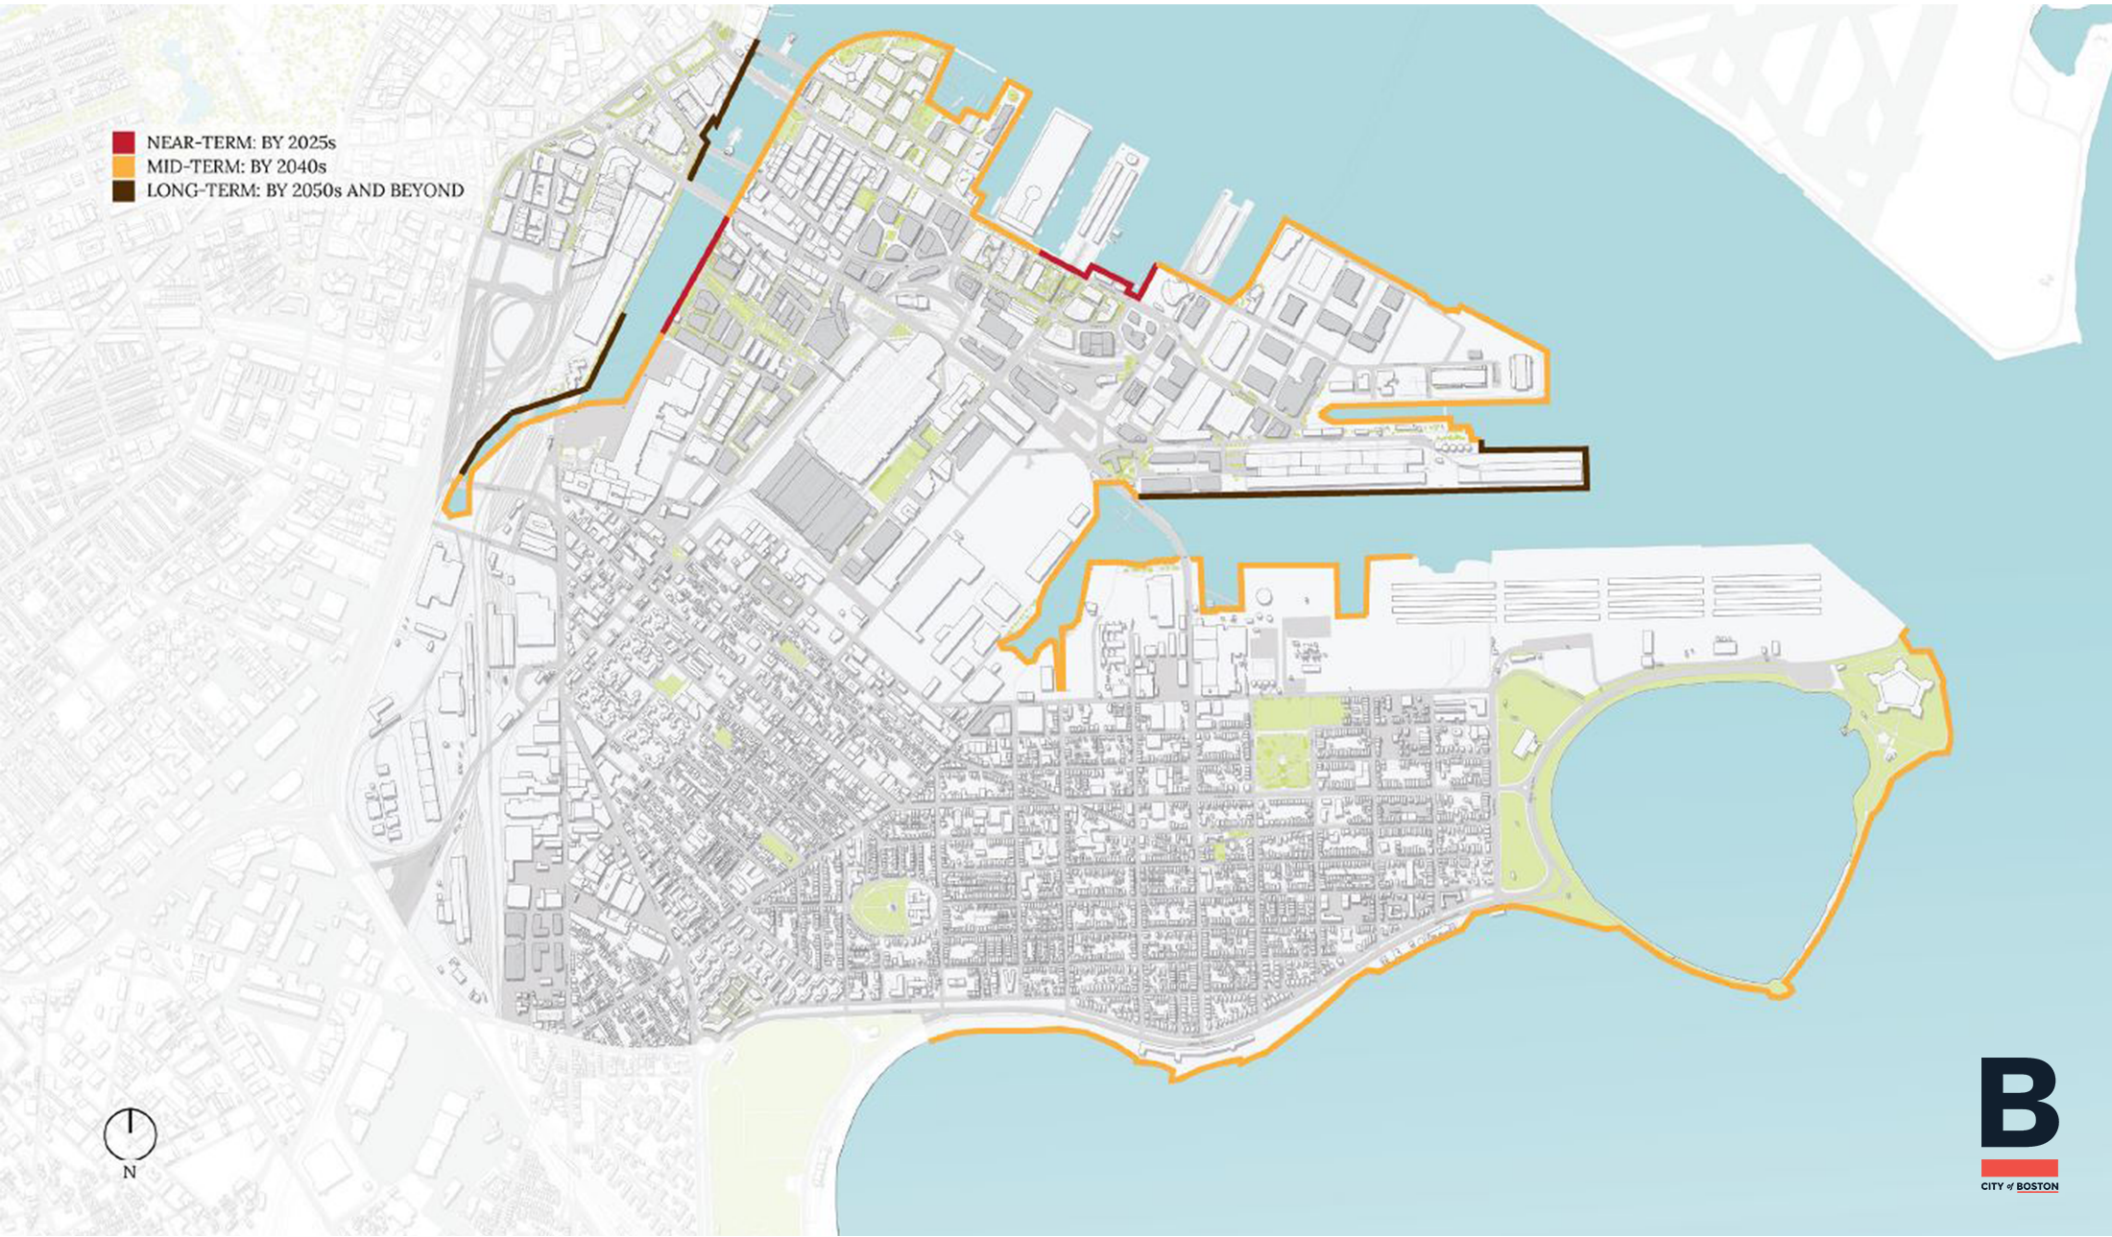 NEAR-TERM: BY 2025s
MID-TERM: BY 2040s
LONG-TERM: BY 2050s AND BEYOND
N
B
CITY of BOSTON